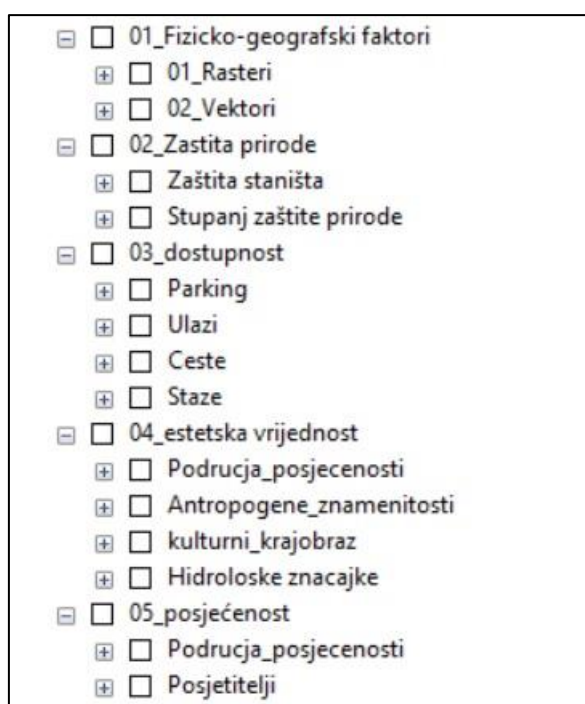 01_Fizicko-geografski faktori
01_Rasteri
02_Vektori
02_Zastita prirode
Zaštita staništa
Stupanj zaštite prirode
03_dostupnost
Parking
Ulazi
Ceste
Staze
04_estetska vrijednost
Podrucja_posjecenosti
Antropogene_znamenitosti
kulturni_krajobraz
Hidroloske znacajke
05_posjećenost
Podrucja_posjecenosti
Posjetitelji